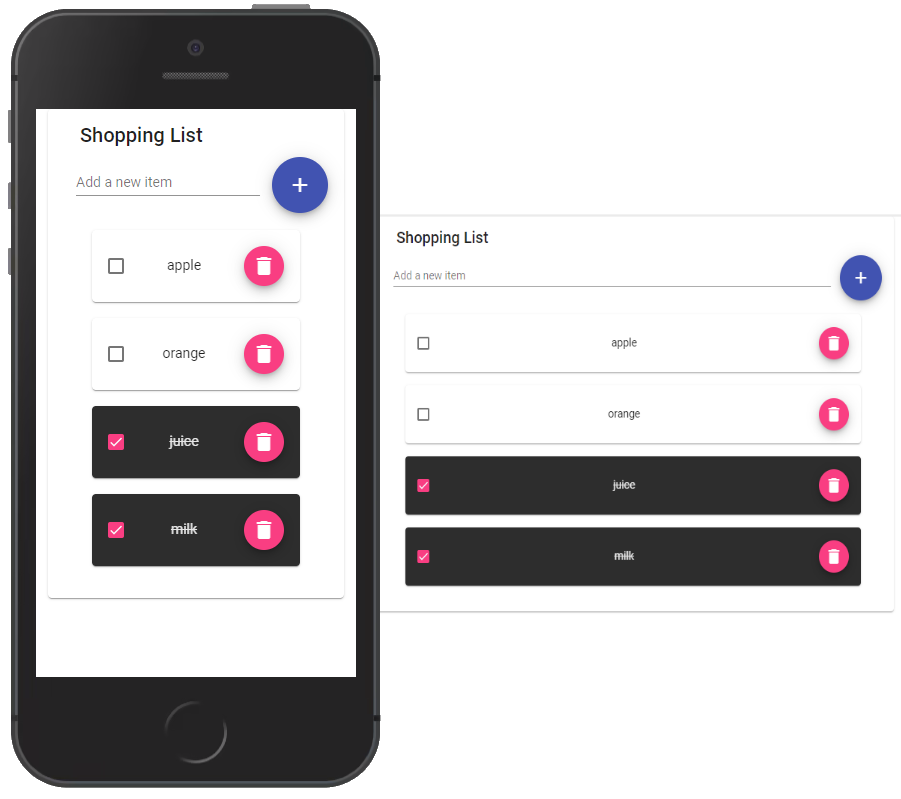 Shopping List
Add a new item
+
apple
orange
juice
milk
Shopping List
Add a new item
+
apple
orange
juice
milk